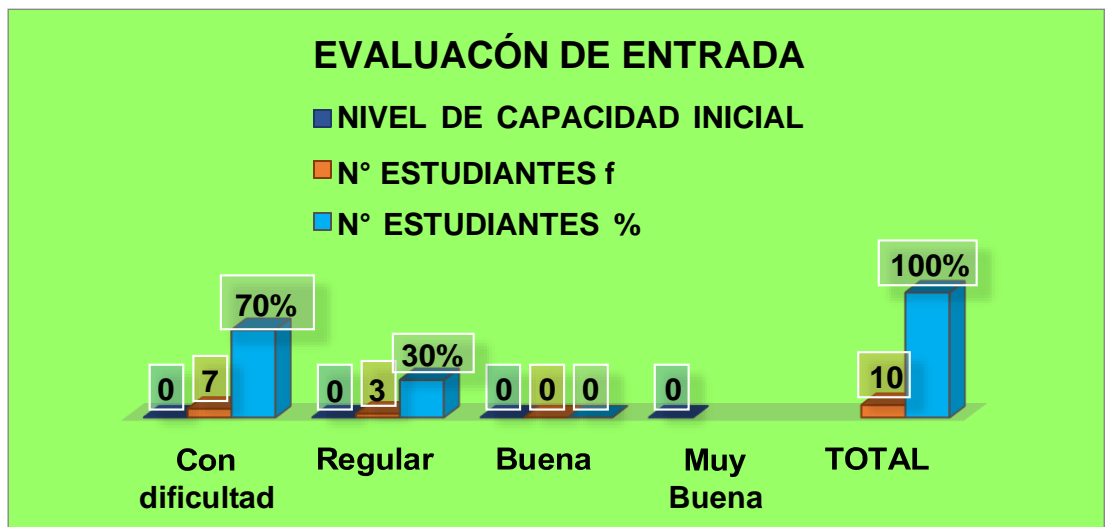 EVALUACÓN DE ENTRADA
NIVEL DE CAPACIDAD INICIAL
N° ESTUDIANTES f
N° ESTUDIANTES %
0 7 70%
0 3 30%
0 0 0
0
10 100%
Con dificultad
Regular
Buena
Muy Buena
TOTAL